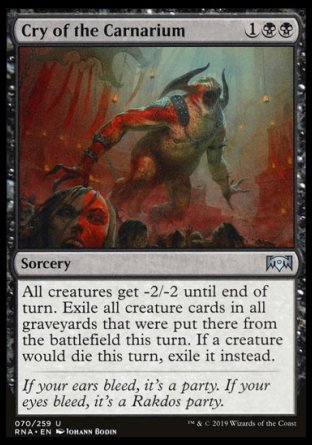 Cry of the Carnarium 1
Sorcery
All creatures get -2/-2 until end of
turn. Exile all creature cards in all
graveyards that were put there from
the battlefield this turn. If a creature
would die this turn, exile it instead.
If your ears bleed, it's a party. If your
eyes bleed, it's a Rakdos party.
070/259 U
RNA • EN Johann Bodin
™ & © 2019 Wizards of the Coast